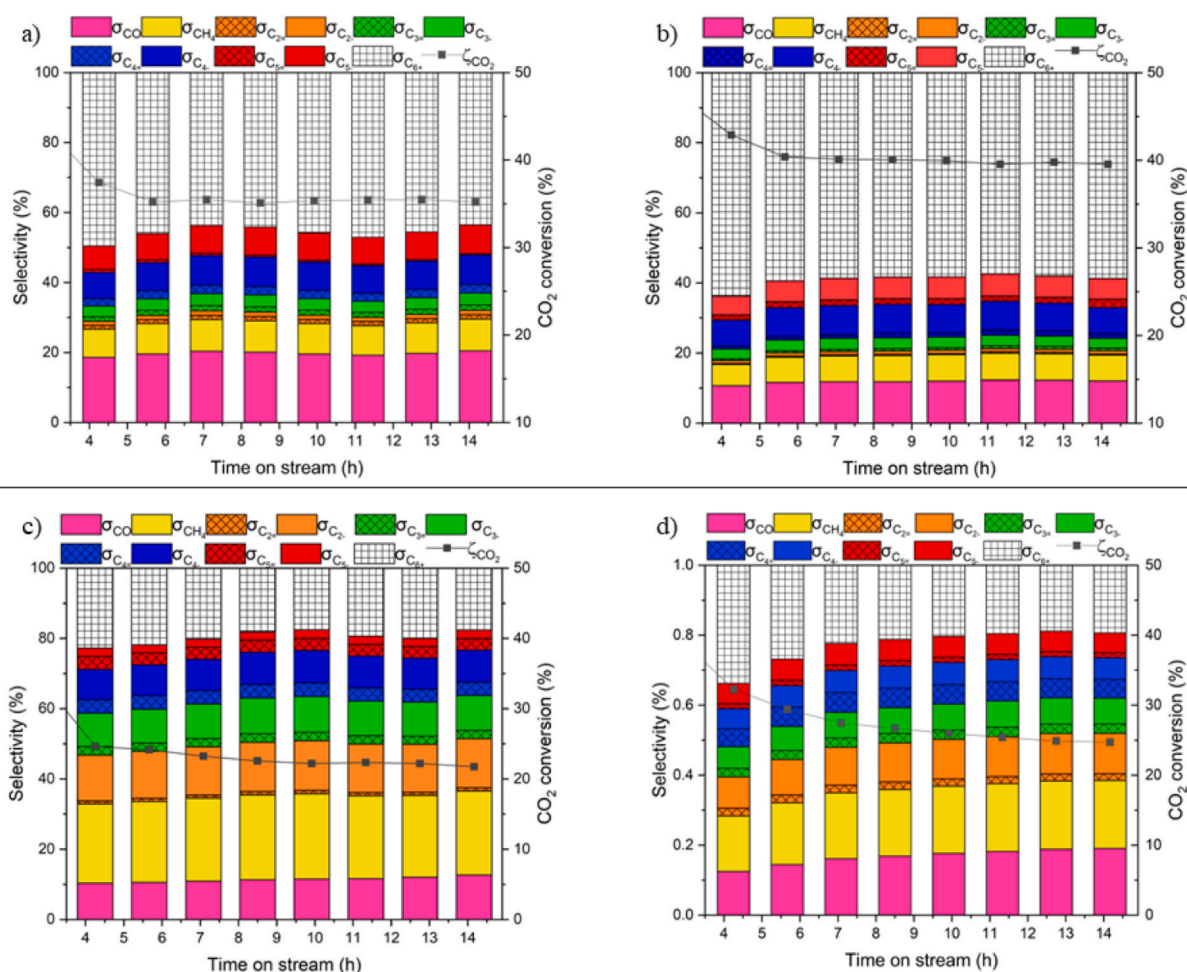 a) σCO σCH4 σC2= σC2- σC3= σC3-
σC4= σC4- σC5= σC5- σC6+ ζCO2
100
80
60
40
20
0
Selectivity (%)
50
40
30
20
10
CO2 conversion (%)
4 5 6 7 8 9 10 11 12 13 14
Time on stream (h)
b) σCO σCH4 σC2= σC2- σC3= σC3-
σC4= σC4- σC5= σC5- σC6+ ζCO2
100
80
60
40
20
0
Selectivity (%)
50
40
30
20
10
CO2 conversion (%)
4 5 6 7 8 9 10 11 12 13 14
Time on stream (h)
c) σCO σCH4 σC2= σC2- σC3= σC3-
σC4= σC4- σC5= σC5- σC6+ ζCO2
100
80
60
40
20
0
Selectivity (%)
50
40
30
20
10
0
CO2 conversion (%)
4 5 6 7 8 9 10 11 12 13 14
Time on stream (h)
d) σCO σCH4 σC2= σC2- σC3= σC3-
σC4= σC4- σC5= σC5- σC6+ ζCO2
1.0
0.8
0.6
0.4
0.2
0.0
Selectivity (%)
50
40
30
20
10
0
CO2 conversion (%)
4 5 6 7 8 9 10 11 12 13 14
Time on stream (h)